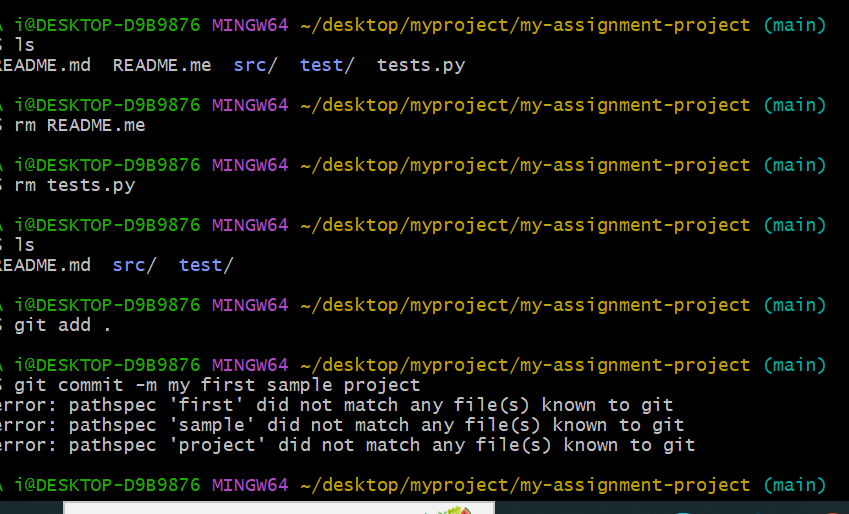 i@DESKTOP-D9B9876 MINGW64 ~/desktop/myproject/my-assignment-project (main)
$ ls
README.md  README.me  src/  test/  tests.py
i@DESKTOP-D9B9876 MINGW64 ~/desktop/myproject/my-assignment-project (main)
$ rm README.me
i@DESKTOP-D9B9876 MINGW64 ~/desktop/myproject/my-assignment-project (main)
$ rm tests.py
i@DESKTOP-D9B9876 MINGW64 ~/desktop/myproject/my-assignment-project (main)
$ ls
README.md  src/  test/
i@DESKTOP-D9B9876 MINGW64 ~/desktop/myproject/my-assignment-project (main)
$ git add .
i@DESKTOP-D9B9876 MINGW64 ~/desktop/myproject/my-assignment-project (main)
$ git commit -m my first sample project
error: pathspec 'first' did not match any file(s) known to git
error: pathspec 'sample' did not match any file(s) known to git
error: pathspec 'project' did not match any file(s) known to git
i@DESKTOP-D9B9876 MINGW64 ~/desktop/myproject/my-assignment-project (main)